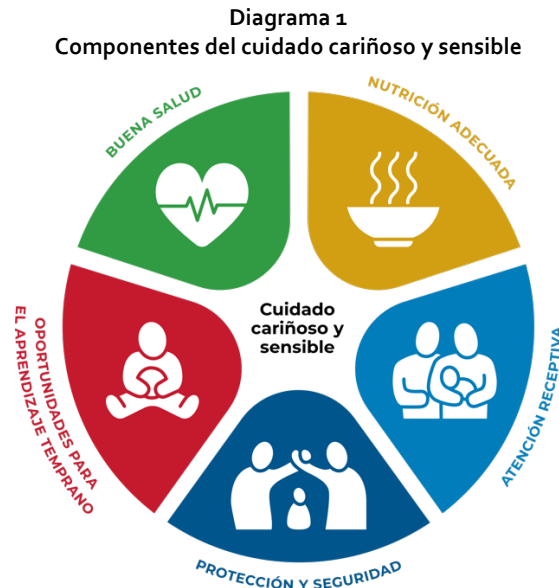 Diagrama 1
Componentes del cuidado cariñoso y sensible
BUENA SALUD
NUTRICIÓN ADECUADA
Cuidado
cariñoso y
sensible
OPORTUNIDADES PARA
EL APRENDIZAJE TEMPRANO
ATENCIÓN RECEPTIVA
PROTECCIÓN Y SEGURIDAD